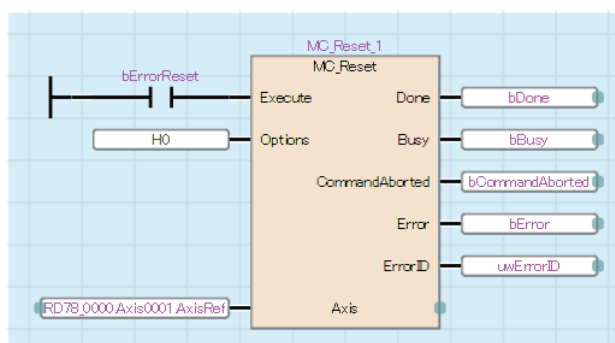 MC_Reset_1
MC_Reset
bErrorReset
Execute Done bDone
H0 Options Busy bBusy
CommandAborted bCommandAborted
Error bError
ErrorID uwErrorID
RD78_0000.Axis0001.AxisRef Axis